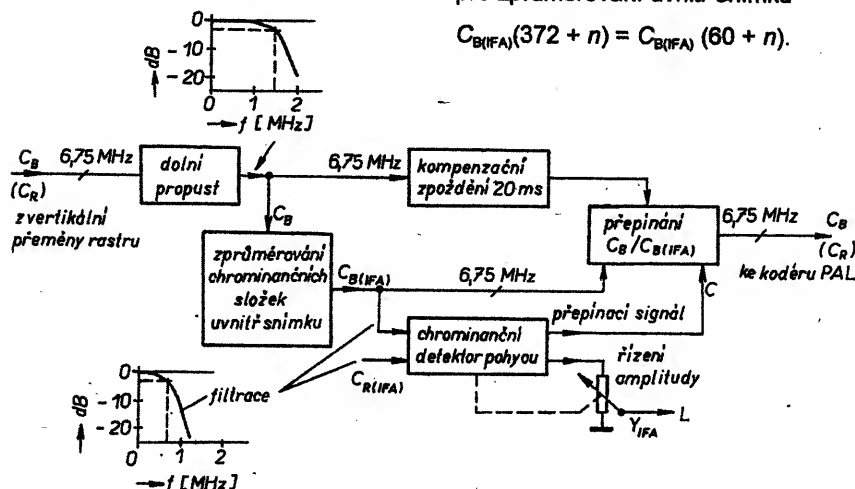 pro zprůměrování uvnitř snímku
C_B(IFA)(372 + n) = C_B(IFA) (60 + n).
0
-10
-20
dB
0 1 2
f [MHz]
C_B
(C_R)
6,75 MHz
z vertikální
přeměny rastru
dolní
propust
6,75 MHz
kompenzační
zpoždění 20 ms
C_B
zprůměrování
chrominančních
složek
uvnitř snímku
C_B(IFA)
6,75 MHz
přepínání
C_B/C_B(IFA)
6,75 MHz
C_B
(C_R)
ke kodéru PAL
C
přepínací signál
chrominanční
detektor pohybu
C_R(IFA)
řízení
amplitudy
Y_IFA
L
filtrace
0
-10
-20
dB
0 1 2
f [MHz]